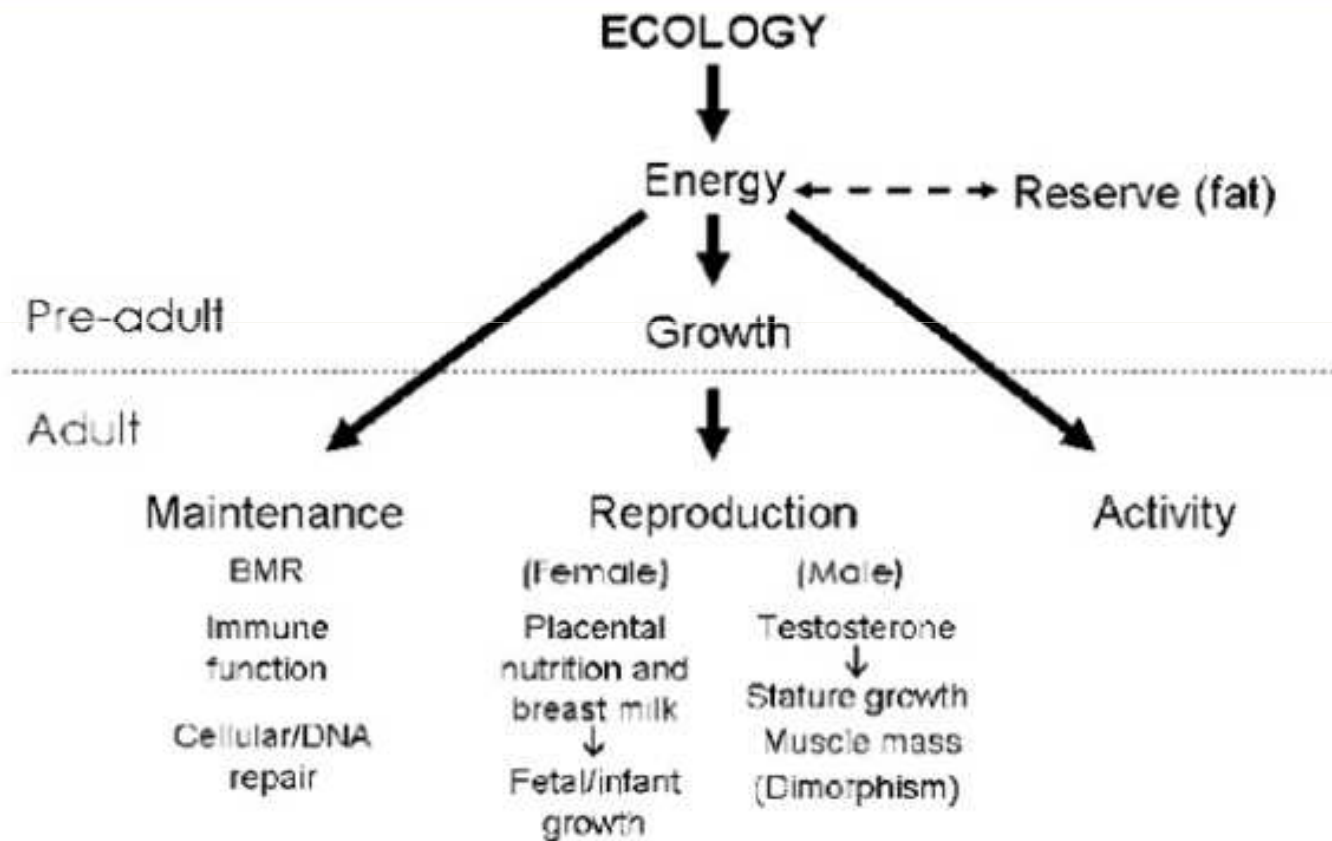 ECOLOGY
Energy
Reserve (fat)
Pre-adult
Growth
Adult
Maintenance
BMR
Immune
function
Cellular/DNA
repair
Reproduction
(Female)
Placental
nutrition and
breast milk
Fetal/infant
growth
(Male)
Testosterone
Stature growth
Muscle mass
(Dimorphism)
Activity